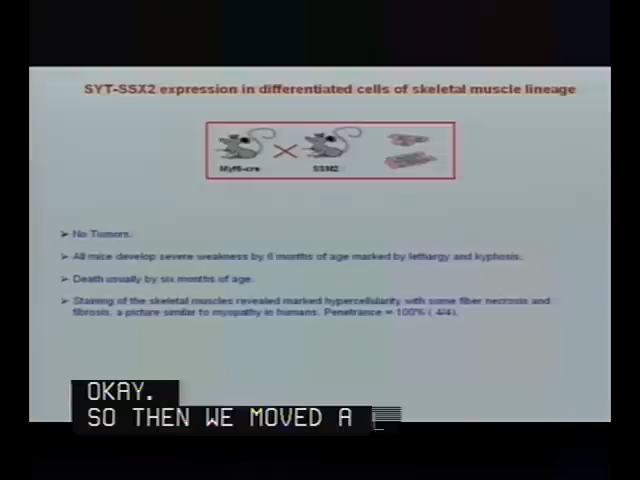 SYT-SSX2 expression in differentiated cells of skeletal muscle lineage
Myf6-cre SSM2
➤ No Tumors.
➤ All mice develop severe weakness by 6 months of age marked by lethargy and kyphosis.
➤ Death usually by six months of age.
➤ Staining of the skeletal muscles revealed marked hypercellularity with some fiber necrosis and
fibrosis, a picture similar to myopathy in humans. Penetrance = 100% ( 4/4).
OKAY.
SO THEN WE MOVED A